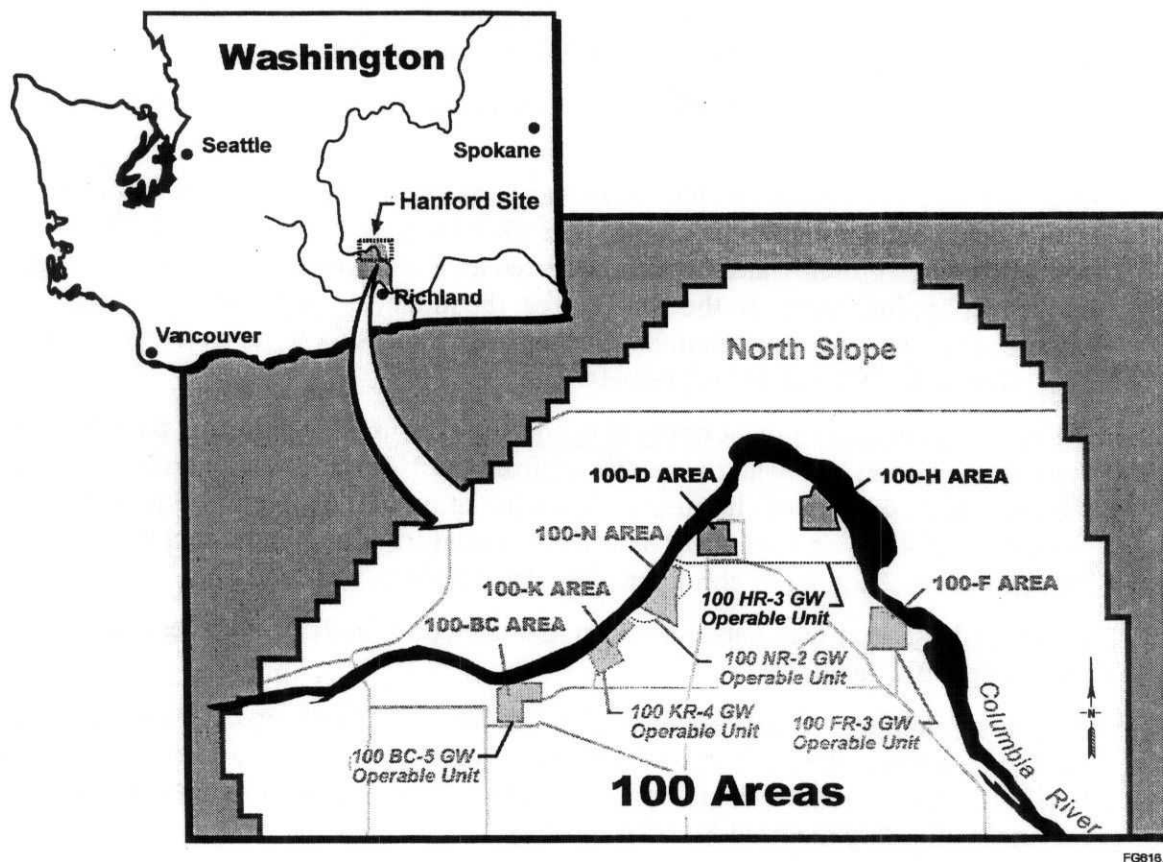 Washington
Seattle
Spokane
Hanford Site
Richland
Vancouver
North Slope
100-D AREA
100-H AREA
100-N AREA
100-K AREA
100-F AREA
100-BC AREA
100 HR-3 GW
Operable Unit
100 NR-2 GW
Operable Unit
100 KR-4 GW
Operable Unit
100 FR-3 GW
Operable Unit
100 BC-5 GW
Operable Unit
N
Columbia River
100 Areas
FG818